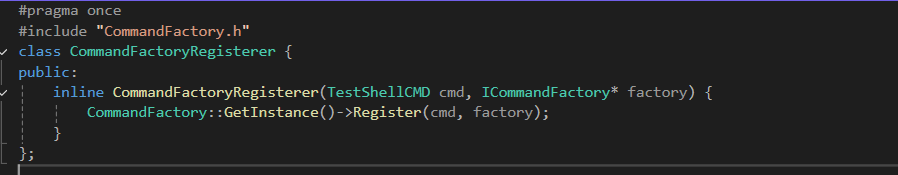 #pragma once
#include "CommandFactory.h"
class CommandFactoryRegisterer {
public:
    inline CommandFactoryRegisterer(TestShellCMD cmd, ICommandFactory* factory) {
        CommandFactory::GetInstance()->Register(cmd, factory);
    }
};